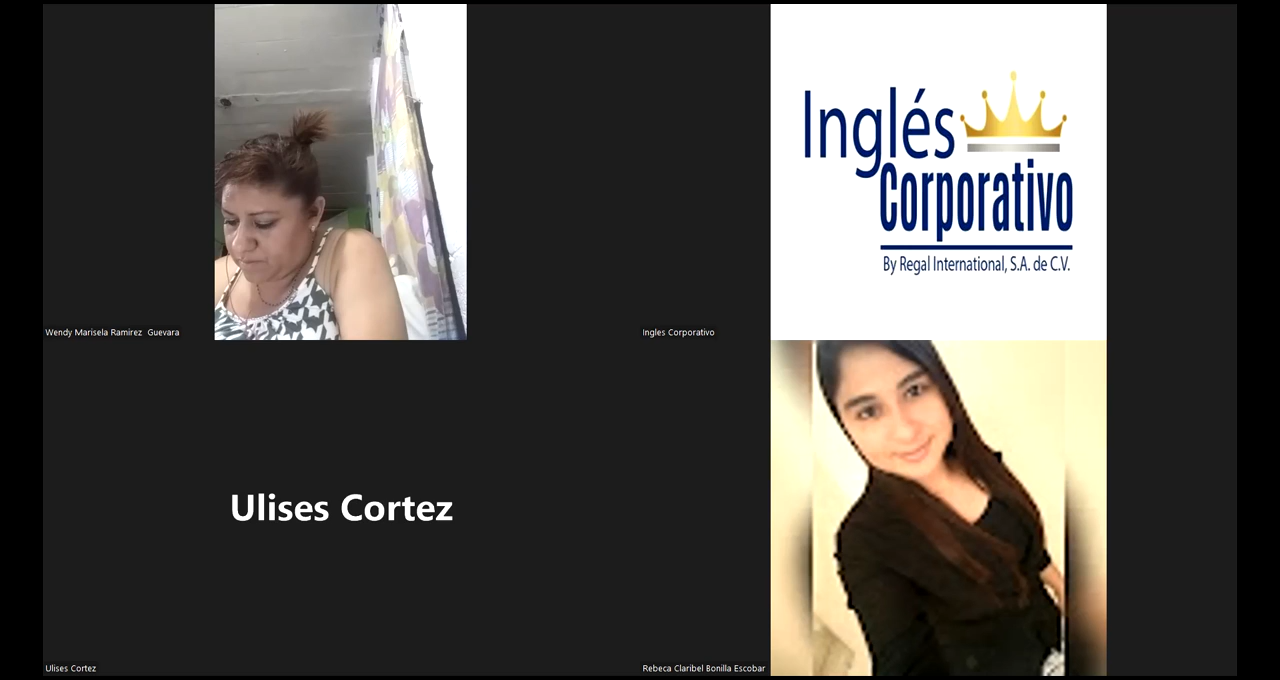 Inglés
Corporativo
By Regal International, S.A. de C.V.
Wendy Marisela Ramirez  Guevara
Ingles Corporativo
Ulises Cortez
Ulises Cortez
Rebeca Claribel Bonilla Escobar